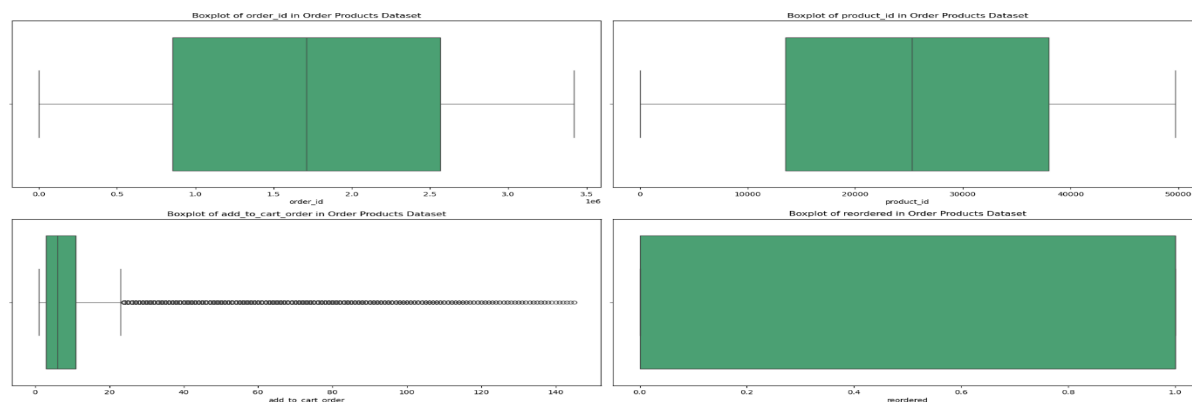 Boxplot of order_id in Order Products Dataset
0.0 0.5 1.0 1.5 2.0 2.5 3.0 3.5
1e6
order_id
Boxplot of product_id in Order Products Dataset
0 10000 20000 30000 40000 50000
product_id
Boxplot of add_to_cart_order in Order Products Dataset
0 20 40 60 80 100 120 140
add_to_cart_order
Boxplot of reordered in Order Products Dataset
0.0 0.2 0.4 0.6 0.8 1.0
reordered